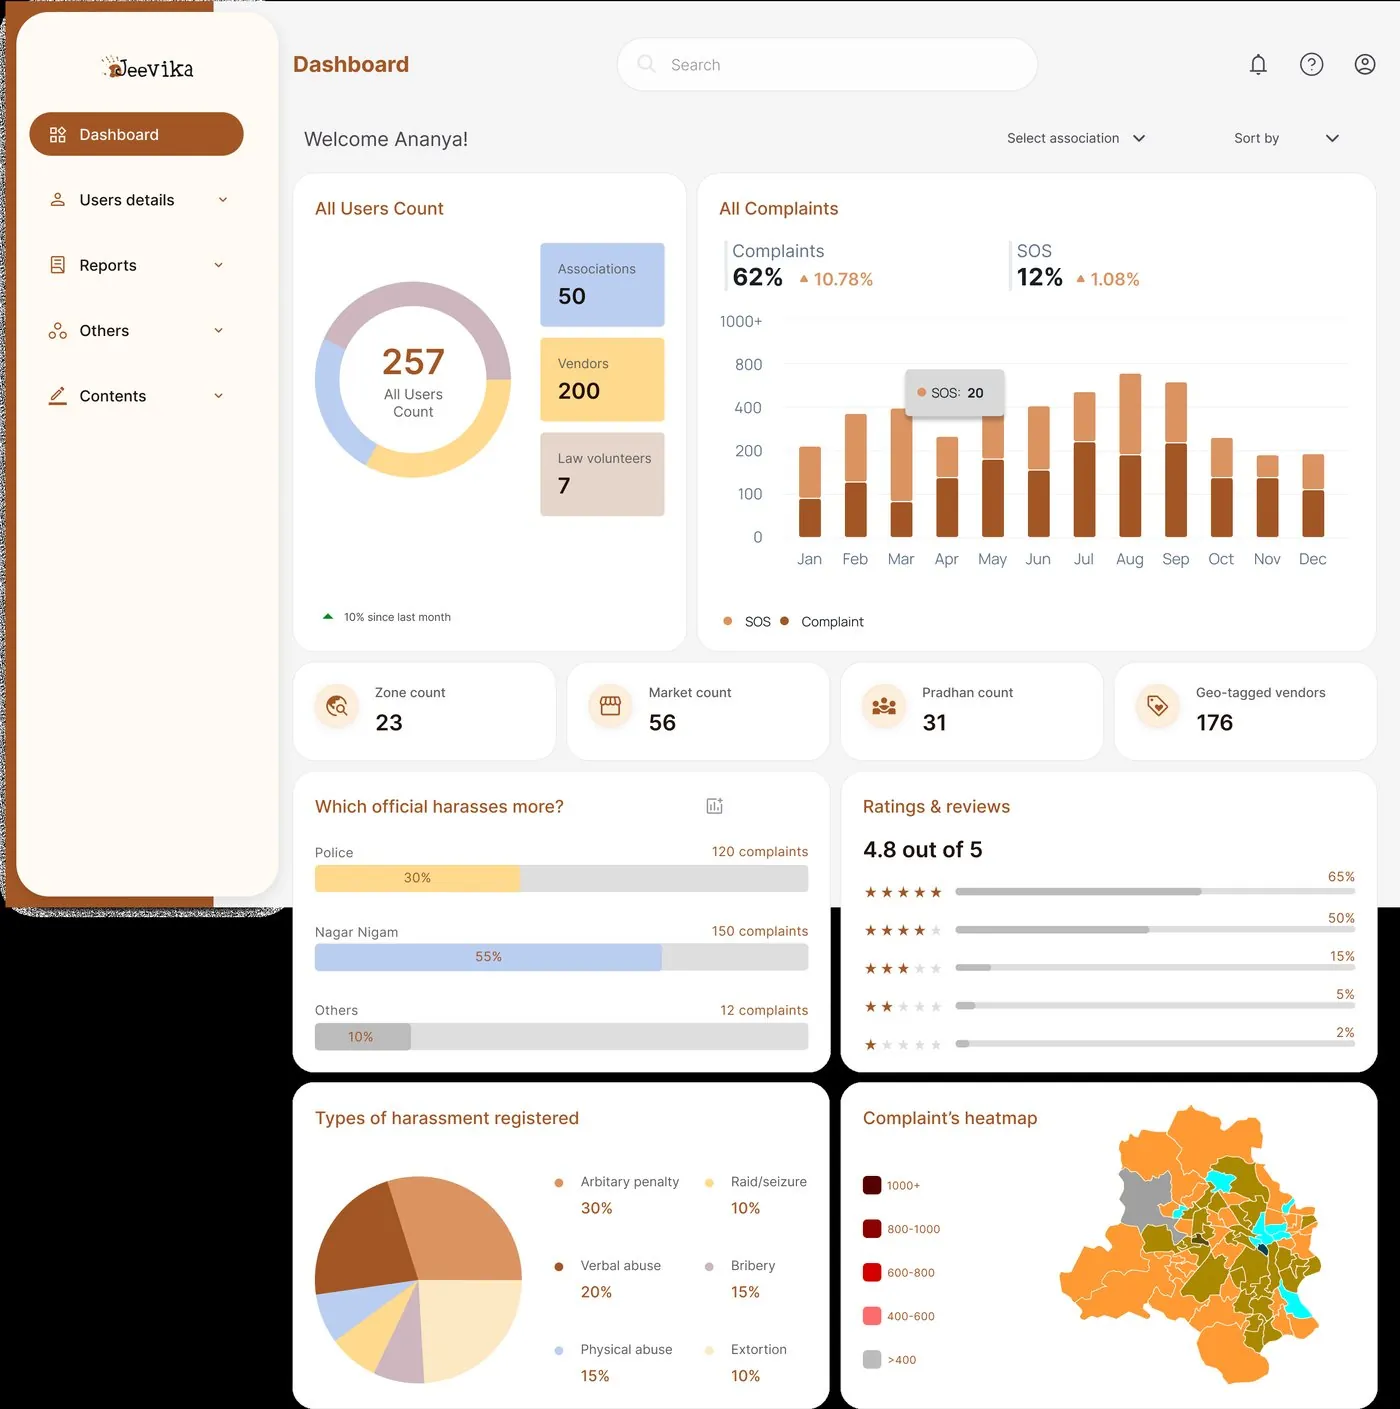 Jeevika
Dashboard
Users details
Reports
Others
Contents
Dashboard
Search
Welcome Ananya!
Select association
Sort by
All Users Count
257
All Users
Count
Associations
50
Vendors
200
Law volunteers
7
10% since last month
All Complaints
Complaints
62% 10.78%
SOS
12% 1.08%
1000+
800
400
200
100
0
SOS: 20
Jan Feb Mar Apr May Jun Jul Aug Sep Oct Nov Dec
SOS Complaint
Zone count
23
Market count
56
Pradhan count
31
Geo-tagged vendors
176
Which official harasses more?
Police 120 complaints
30%
Nagar Nigam 150 complaints
55%
Others 12 complaints
10%
Ratings & reviews
4.8 out of 5
65%
50%
15%
5%
2%
Types of harassment registered
Arbitary penalty
30%
Raid/seizure
10%
Verbal abuse
20%
Bribery
15%
Physical abuse
15%
Extortion
10%
Complaint's heatmap
1000+
800-1000
600-800
400-600
>400